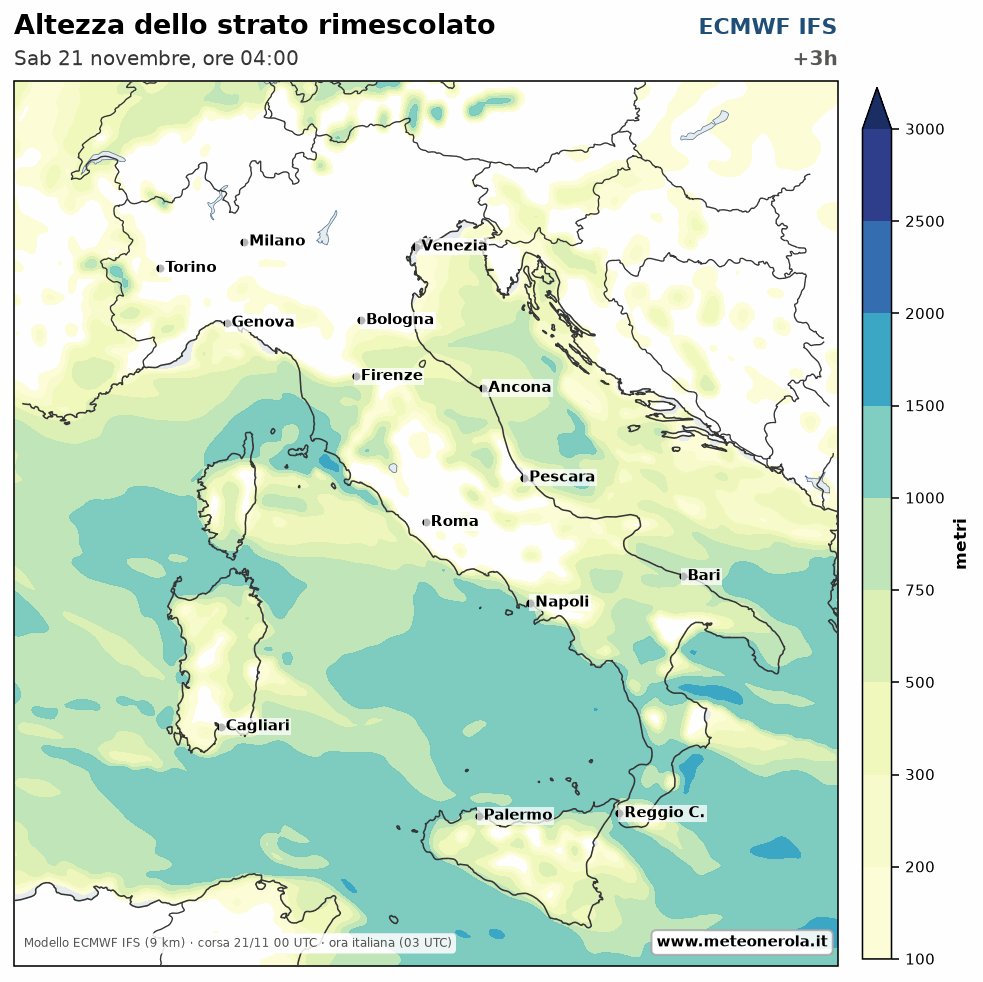 Altezza dello strato rimescolato
ECMWF IFS
Sab 21 novembre, ore 04:00
+3h
Milano
Venezia
Torino
Genova
Bologna
Firenze
Ancona
Pescara
Roma
Bari
Napoli
Cagliari
Palermo
Reggio C.
3000
2500
2000
1500
1000
750
500
300
200
100
metri
Modello ECMWF IFS (9 km) · corsa 21/11 00 UTC · ora italiana (03 UTC)
www.meteonerola.it